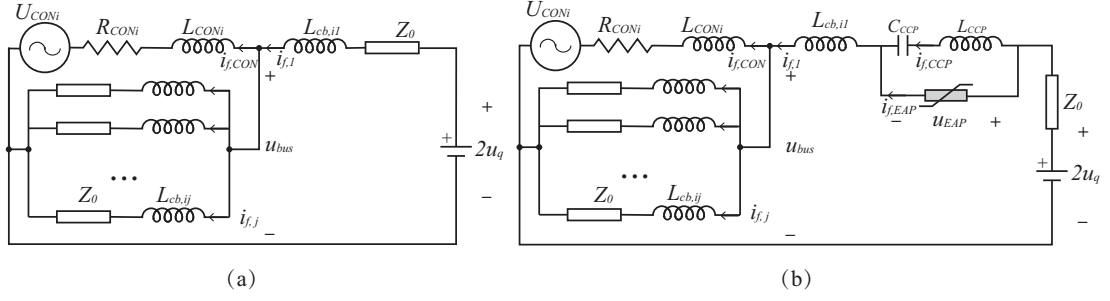 U_CONi
R_CONi
L_CONi
L_cb,i1
Z_0
i_f,CON
i_f,1
+
+
+
u_bus
2u_q
...
−
Z_0
L_cb,ij
i_f,j
−
(a)
U_CONi
R_CONi
L_CONi
L_cb,i1
C_CCP
L_CCP
i_f,CON
i_f,1
i_f,CCP
+
i_f,EAP
Z_0
−
u_EAP
+
+
u_bus
+
2u_q
...
Z_0
L_cb,ij
i_f,j
−
−
(b)